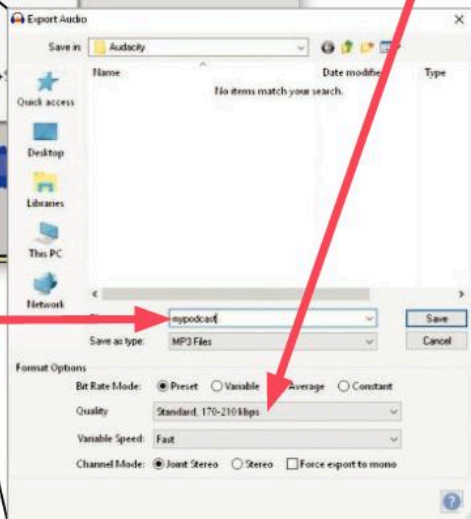 Export Audio
Save in: Audacity
Name Date modifie Type
No items match your search.
Quick access
Desktop
Libraries
This PC
Network
mypodcast Save
Save as type: MP3 Files Cancel
Format Options
Bit Rate Mode: Preset Variable Average Constant
Quality Standard, 170-210 kbps
Variable Speed: Fast
Channel Mode: Joint Stereo Stereo Force export to mono
?